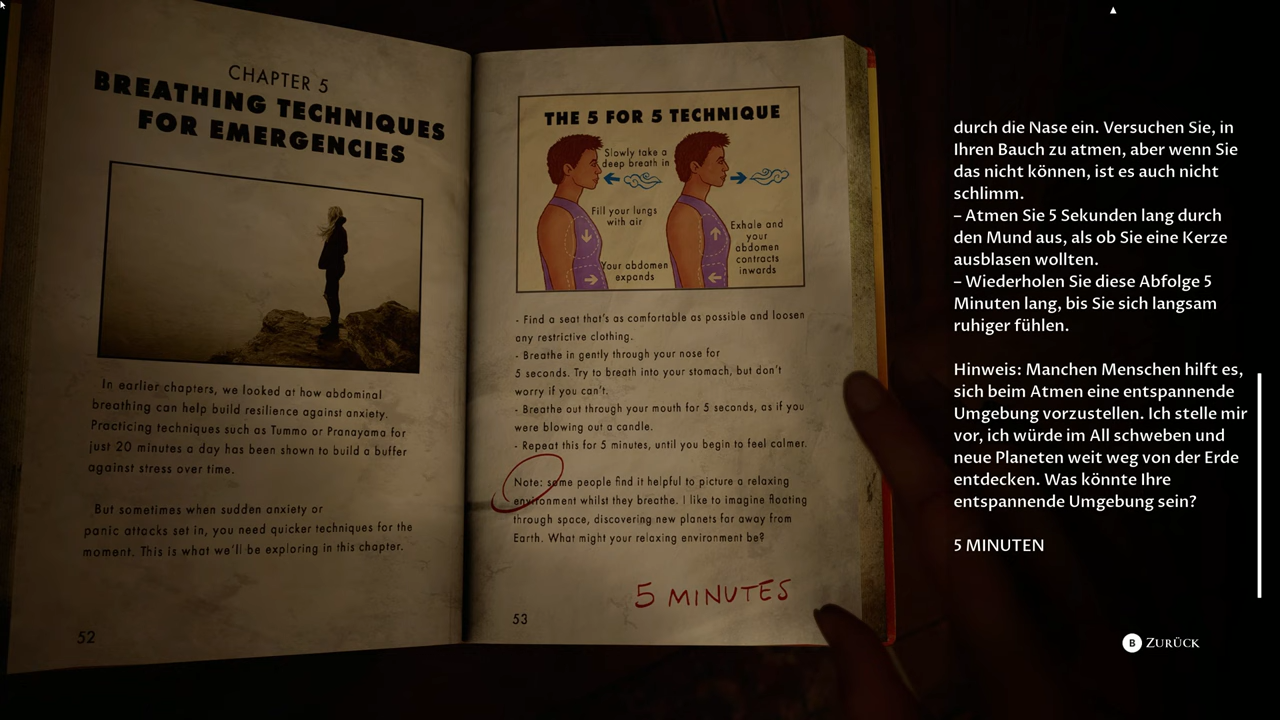 CHAPTER 5
BREATHING TECHNIQUES
FOR EMERGENCIES
In earlier chapters, we looked at how abdominal
breathing can help build resilience against anxiety.
Practicing techniques such as Tummo or Pranayama for
just 20 minutes a day has been shown to build a buffer
against stress over time.
But sometimes when sudden anxiety or
panic attacks set in, you need quicker techniques for the
moment. This is what we'll be exploring in this chapter.
52
THE 5 FOR 5 TECHNIQUE
Slowly take a
deep breath in
Fill your lungs
with air
Your abdomen
expands
Exhale and
your
abdomen
contracts
inwards
- Find a seat that's as comfortable as possible and loosen
any restrictive clothing.
- Breathe in gently through your nose for
5 seconds. Try to breath into your stomach, but don't
worry if you can't.
- Breathe out through your mouth for 5 seconds, as if you
were blowing out a candle.
- Repeat this for 5 minutes, until you begin to feel calmer.
Note: some people find it helpful to picture a relaxing
environment whilst they breathe. I like to imagine floating
through space, discovering new planets far away from
Earth. What might your relaxing environment be?
5 MINUTES
53
durch die Nase ein. Versuchen Sie, in
Ihren Bauch zu atmen, aber wenn Sie
das nicht können, ist es auch nicht
schlimm.
– Atmen Sie 5 Sekunden lang durch
den Mund aus, als ob Sie eine Kerze
ausblasen wollten.
– Wiederholen Sie diese Abfolge 5
Minuten lang, bis Sie sich langsam
ruhiger fühlen.
Hinweis: Manchen Menschen hilft es,
sich beim Atmen eine entspannende
Umgebung vorzustellen. Ich stelle mir
vor, ich würde im All schweben und
neue Planeten weit weg von der Erde
entdecken. Was könnte Ihre
entspannende Umgebung sein?
5 MINUTEN
B ZURÜCK